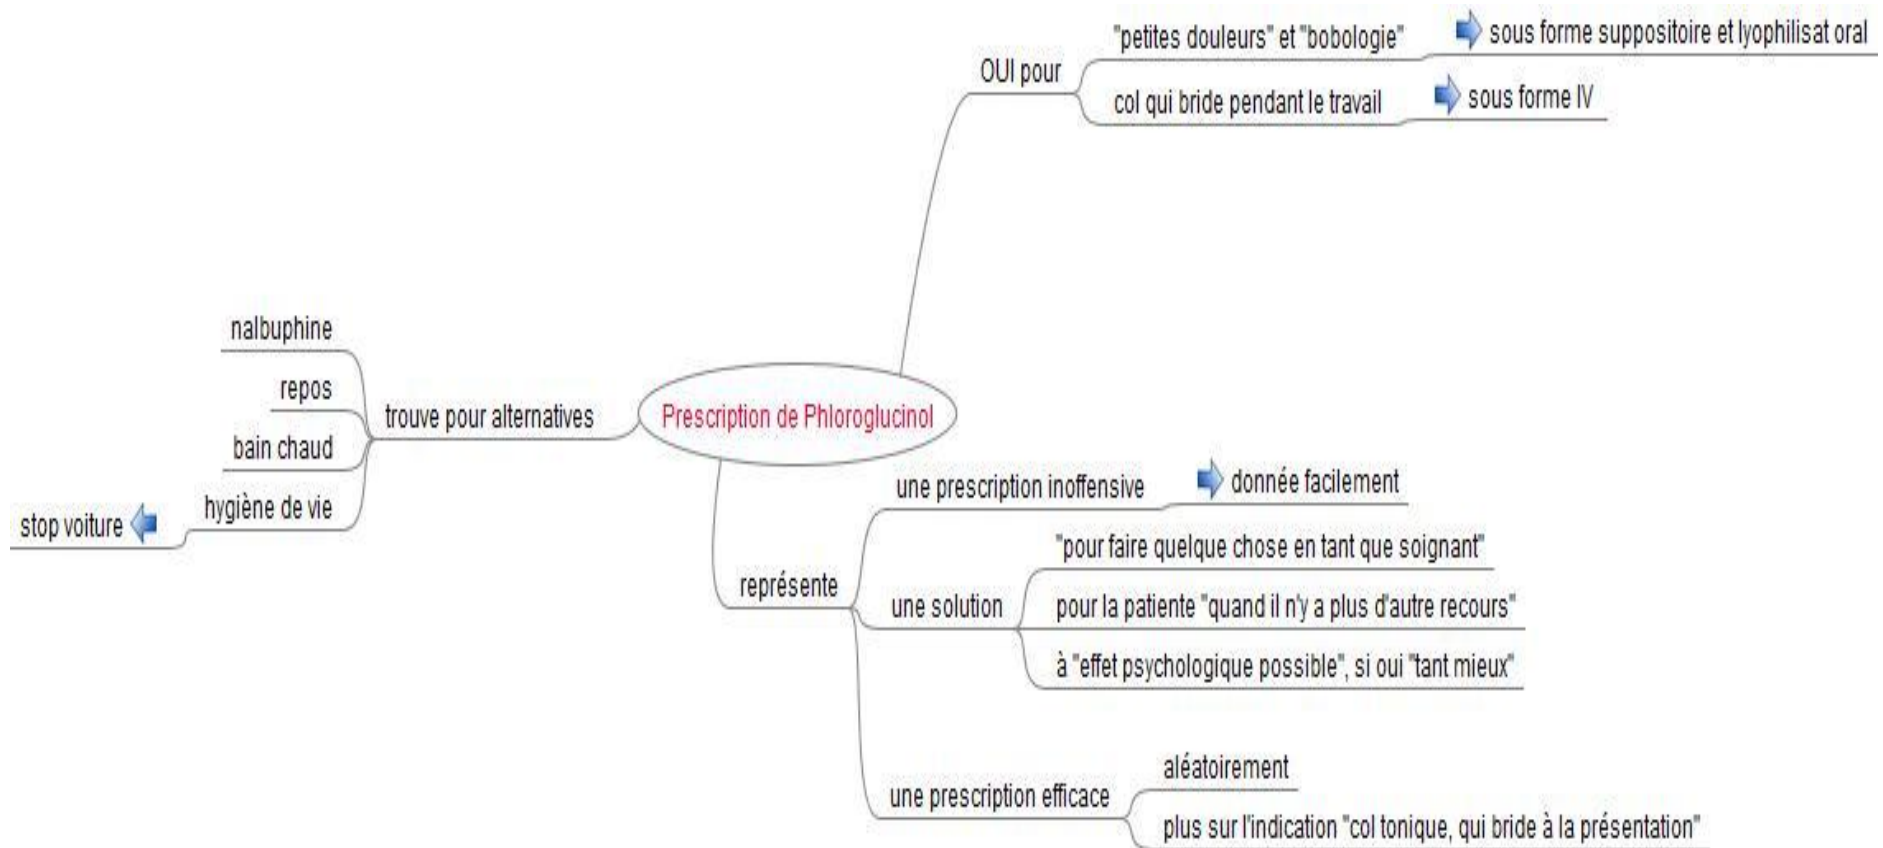 "petites douleurs" et "bobologie"
sous forme suppositoire et lyophilisat oral
OUI pour
col qui bride pendant le travail
sous forme IV
nalbuphine
repos
bain chaud
hygiène de vie
stop voiture
trouve pour alternatives
Prescription de Phloroglucinol
représente
une prescription inoffensive
donnée facilement
une solution
"pour faire quelque chose en tant que soignant"
pour la patiente "quand il n'y a plus d'autre recours"
à "effet psychologique possible", si oui "tant mieux"
une prescription efficace
aléatoirement
plus sur l'indication "col tonique, qui bride à la présentation"